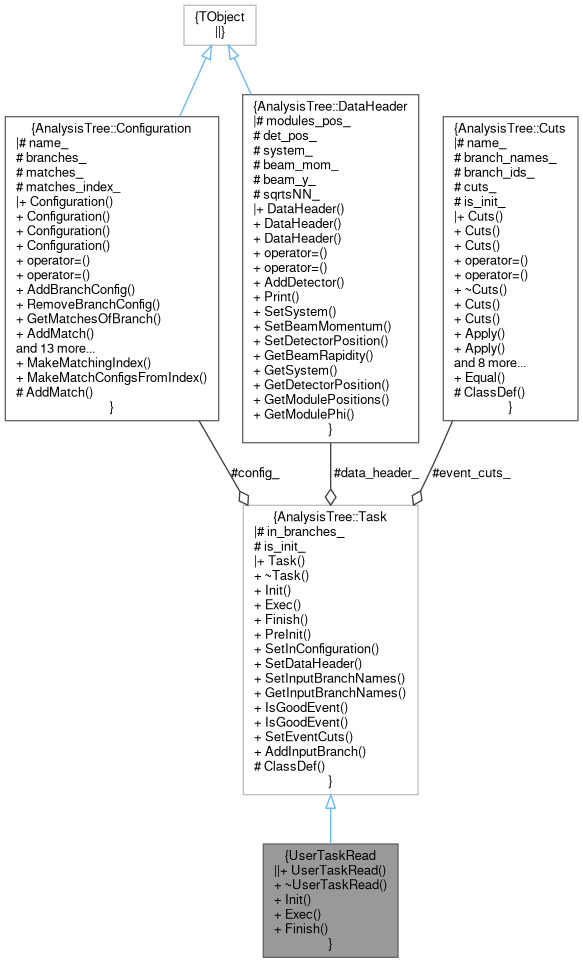 {TObject
||}
{AnalysisTree::Configuration
|# name_
# branches_
# matches_
# matches_index_
|+ Configuration()
+ Configuration()
+ Configuration()
+ Configuration()
+ operator=()
+ operator=()
+ AddBranchConfig()
+ RemoveBranchConfig()
+ GetMatchesOfBranch()
+ AddMatch()
and 13 more...
+ MakeMatchingIndex()
+ MakeMatchConfigsFromIndex()
# AddMatch()
}
{AnalysisTree::DataHeader
|# modules_pos_
# det_pos_
# system_
# beam_mom_
# beam_y_
# sqrtsNN_
|+ DataHeader()
+ DataHeader()
+ DataHeader()
+ operator=()
+ operator=()
+ AddDetector()
+ Print()
+ SetSystem()
+ SetBeamMomentum()
+ SetDetectorPosition()
+ GetBeamRapidity()
+ GetSystem()
+ GetDetectorPosition()
+ GetModulePositions()
+ GetModulePhi()
}
{AnalysisTree::Cuts
|# name_
# branch_names_
# branch_ids_
# cuts_
# is_init_
|+ Cuts()
+ Cuts()
+ Cuts()
+ operator=()
+ operator=()
+ ~Cuts()
+ Cuts()
+ Cuts()
+ Apply()
+ Apply()
and 8 more...
+ Equal()
# ClassDef()
}
#config_
#data_header_
#event_cuts_
{AnalysisTree::Task
|# in_branches_
# is_init_
|+ Task()
+ ~Task()
+ Init()
+ Exec()
+ Finish()
+ PreInit()
+ SetInConfiguration()
+ SetDataHeader()
+ SetInputBranchNames()
+ GetInputBranchNames()
+ IsGoodEvent()
+ IsGoodEvent()
+ SetEventCuts()
+ AddInputBranch()
# ClassDef()
}
{UserTaskRead
||+ UserTaskRead()
+ ~UserTaskRead()
+ Init()
+ Exec()
+ Finish()
}